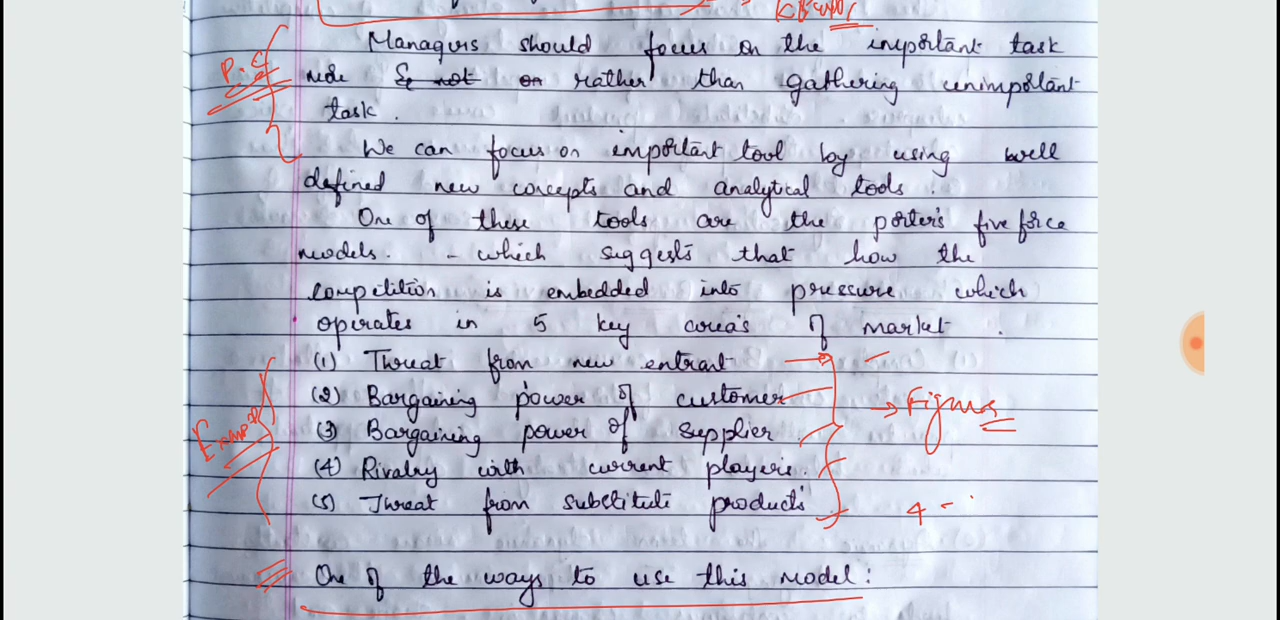 Managers should focus on the important task
more & not on rather than gathering unimportant
task.
P.S
We can focus on important tool by using well
defined new concepts and analytical tools.
One of these tools are the porter's five force
models. - which suggests that how the
competition is embedded into pressure which
operates in 5 key area's of market.
(1) Threat from new entrant
(2) Bargaining power of customer
→ Figures
(3) Bargaining power of supplier
(4) Rivalry with current players.
(5) Threat from substitute products
4 -
One of the ways to use this model: